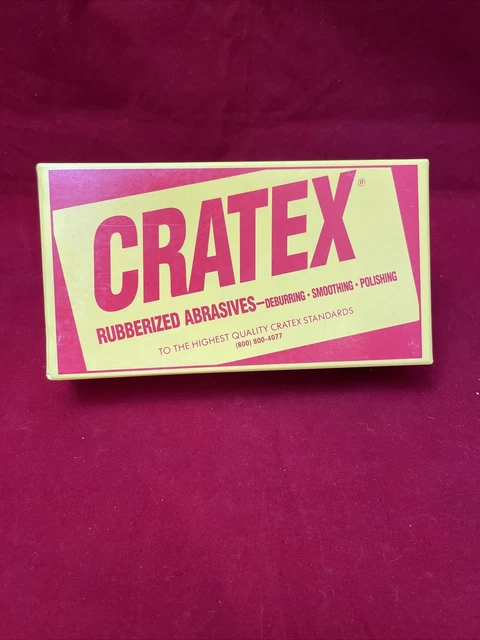 CRATEX®
RUBBERIZED ABRASIVES—DEBURRING • SMOOTHING • POLISHING
TO THE HIGHEST QUALITY CRATEX STANDARDS
(800) 800-4077